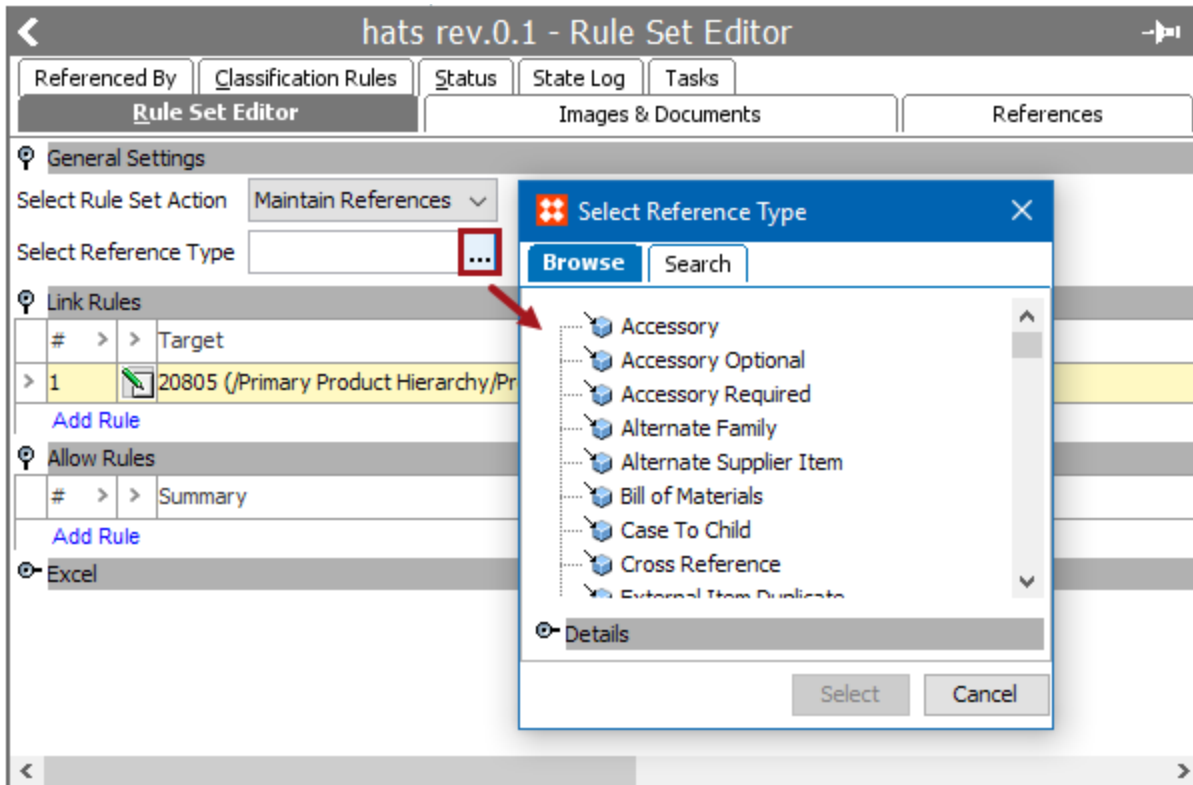 hats rev.0.1 - Rule Set Editor
Referenced By Classification Rules Status State Log Tasks
Rule Set Editor Images & Documents References
General Settings
Select Rule Set Action Maintain References
Select Reference Type ...
Link Rules
# > > Target
> 1 20805 (/Primary Product Hierarchy/Pr
Add Rule
Allow Rules
# > > Summary
Add Rule
Excel
Select Reference Type
Browse Search
Accessory
Accessory Optional
Accessory Required
Alternate Family
Alternate Supplier Item
Bill of Materials
Case To Child
Cross Reference
External Item Duplicate
Details
Select Cancel